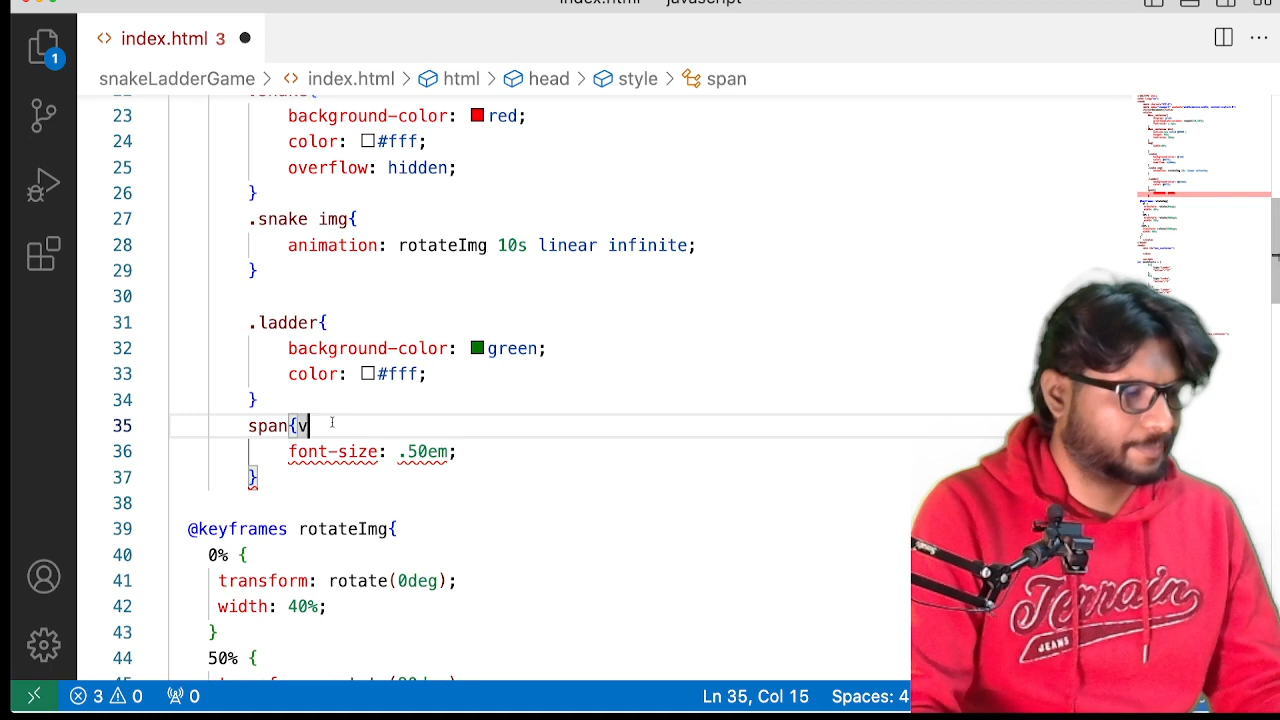 index.html — javascript
index.html 3
snakeLadderGame > index.html > html > head > style > span
1
23 background-color: red;
24 color: #fff;
25 overflow: hidden;
26 }
27 .snake img{
28 animation: rotateImg 10s linear infinite;
29 }
30
31 .ladder{
32 background-color: green;
33 color: #fff;
34 }
35 span{v
36 font-size: .50em;
37 }
38
39 @keyframes rotateImg{
40 0% {
41 transform: rotate(0deg);
42 width: 40%;
43 }
44 50% {
3 0 0 Ln 35, Col 15 Spaces: 4
Terrain
JEANS